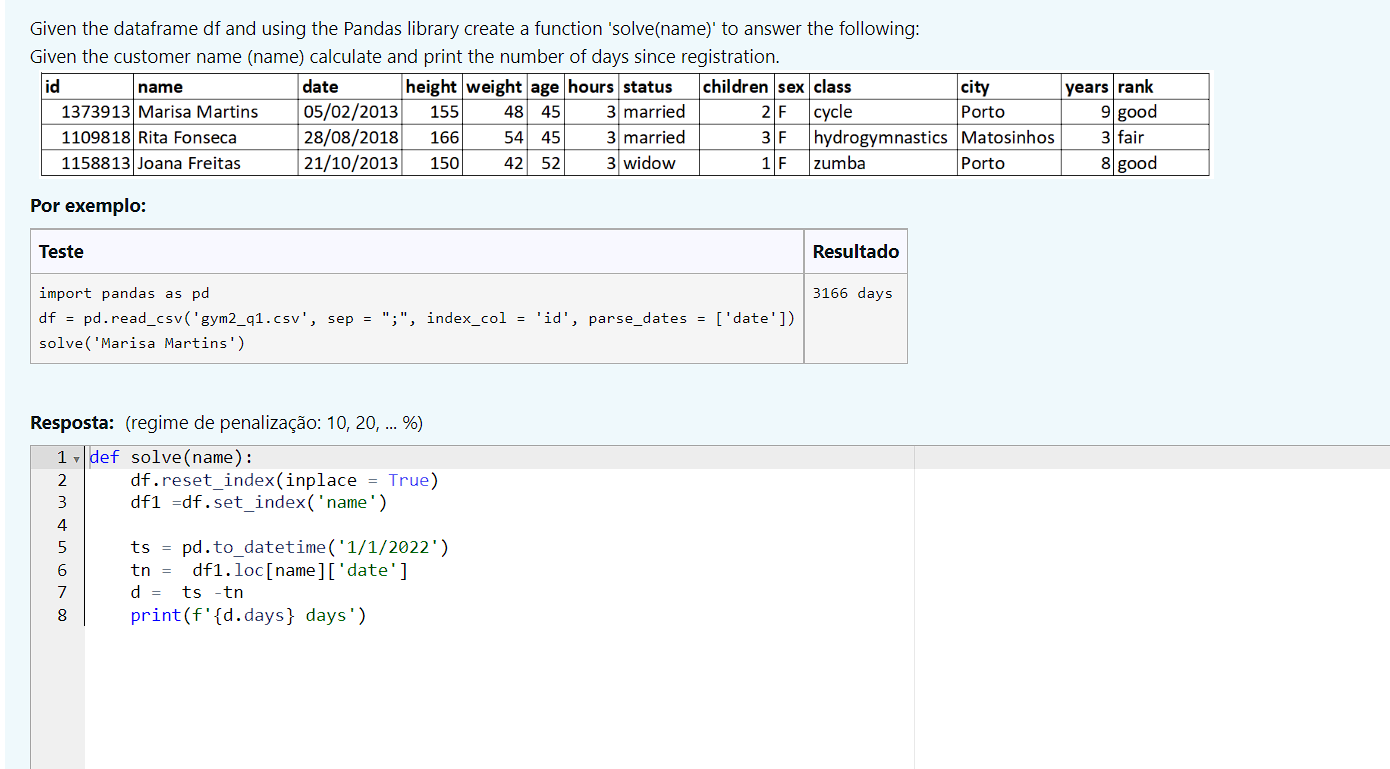 Given the dataframe df and using the Pandas library create a function 'solve(name)' to answer the following:
Given the customer name (name) calculate and print the number of days since registration.
id name date height weight age hours status children sex class city years rank
1373913 Marisa Martins 05/02/2013 155 48 45 3 married 2 F cycle Porto 9 good
1109818 Rita Fonseca 28/08/2018 166 54 45 3 married 3 F hydrogymnastics Matosinhos 3 fair
1158813 Joana Freitas 21/10/2013 150 42 52 3 widow 1 F zumba Porto 8 good
Por exemplo:
Teste Resultado
import pandas as pd 3166 days
df = pd.read_csv('gym2_q1.csv', sep = ";", index_col = 'id', parse_dates = ['date'])
solve('Marisa Martins')
Resposta: (regime de penalização: 10, 20, ... %)
1 def solve(name):
2 df.reset_index(inplace = True)
3 df1 =df.set_index('name')
4
5 ts = pd.to_datetime('1/1/2022')
6 tn =  df1.loc[name]['date']
7 d =  ts -tn
8 print(f'{d.days} days')